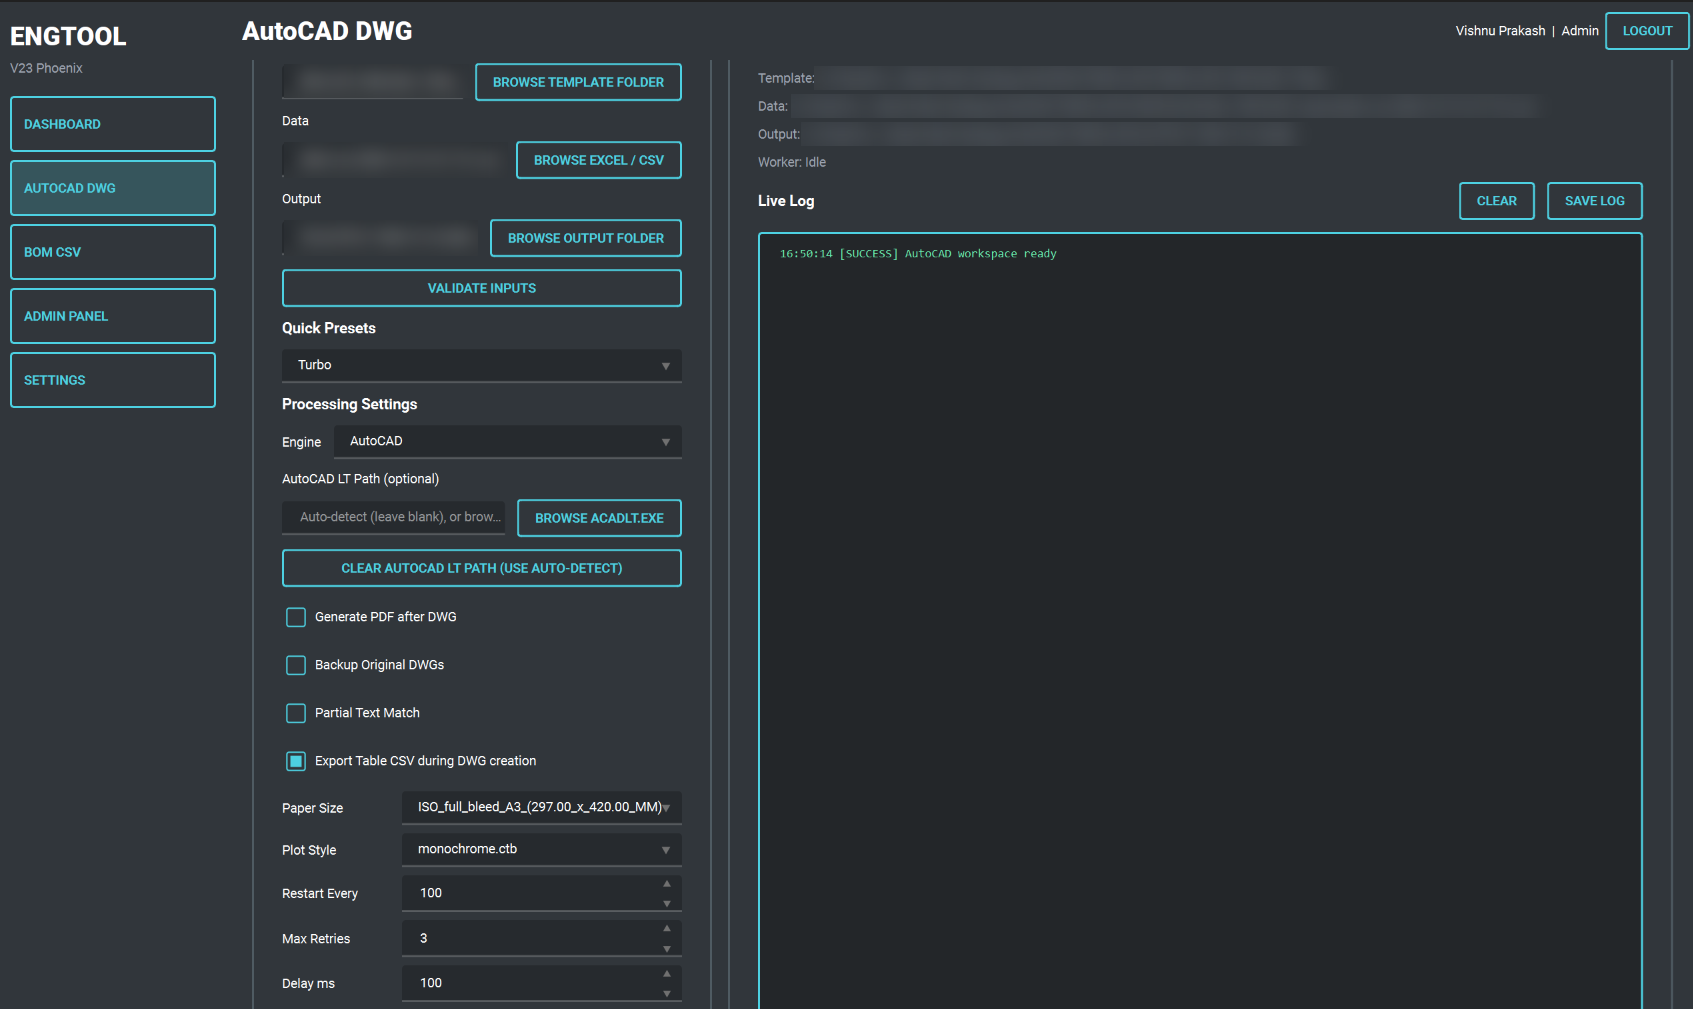 ENGTOOL
V23 Phoenix
DASHBOARD
AUTOCAD DWG
BOM CSV
ADMIN PANEL
SETTINGS
AutoCAD DWG
Vishnu Prakash | Admin
LOGOUT
BROWSE TEMPLATE FOLDER
Data
BROWSE EXCEL / CSV
Output
BROWSE OUTPUT FOLDER
VALIDATE INPUTS
Quick Presets
Turbo
Processing Settings
Engine AutoCAD
AutoCAD LT Path (optional)
Auto-detect (leave blank), or brow...
BROWSE ACADLT.EXE
CLEAR AUTOCAD LT PATH (USE AUTO-DETECT)
Generate PDF after DWG
Backup Original DWGs
Partial Text Match
Export Table CSV during DWG creation
Paper Size ISO_full_bleed_A3_(297.00_x_420.00_MM)
Plot Style monochrome.ctb
Restart Every 100
Max Retries 3
Delay ms 100
Template:
Data:
Output:
Worker: Idle
Live Log
CLEAR
SAVE LOG
16:50:14 [SUCCESS] AutoCAD workspace ready